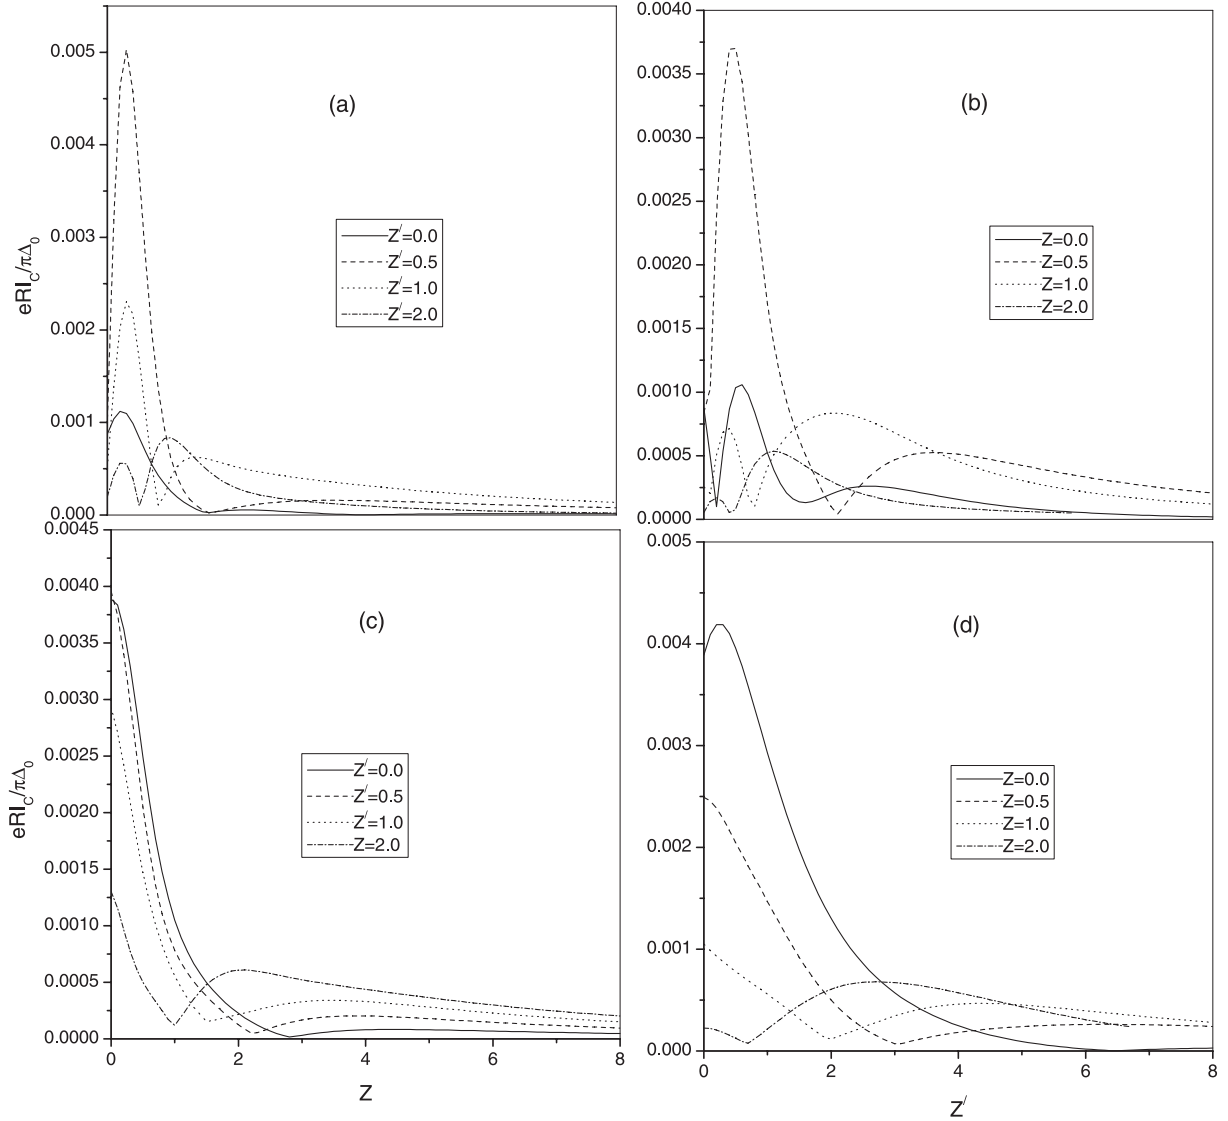 (a)
0.005
0.004
0.003
0.002
0.001
0.000
eRI_C/πΔ_0
Z/=0.0
Z/=0.5
Z/=1.0
Z/=2.0
(b)
0.0040
0.0035
0.0030
0.0025
0.0020
0.0015
0.0010
0.0005
0.0000
Z=0.0
Z=0.5
Z=1.0
Z=2.0
(c)
0.0045
0.0040
0.0035
0.0030
0.0025
0.0020
0.0015
0.0010
0.0005
0.0000
eRI_C/πΔ_0
Z/=0.0
Z/=0.5
Z/=1.0
Z=2.0
0 2 4 6 8
Z
(d)
0.005
0.004
0.003
0.002
0.001
0.000
Z=0.0
Z=0.5
Z=1.0
Z=2.0
0 2 4 6 8
Z/